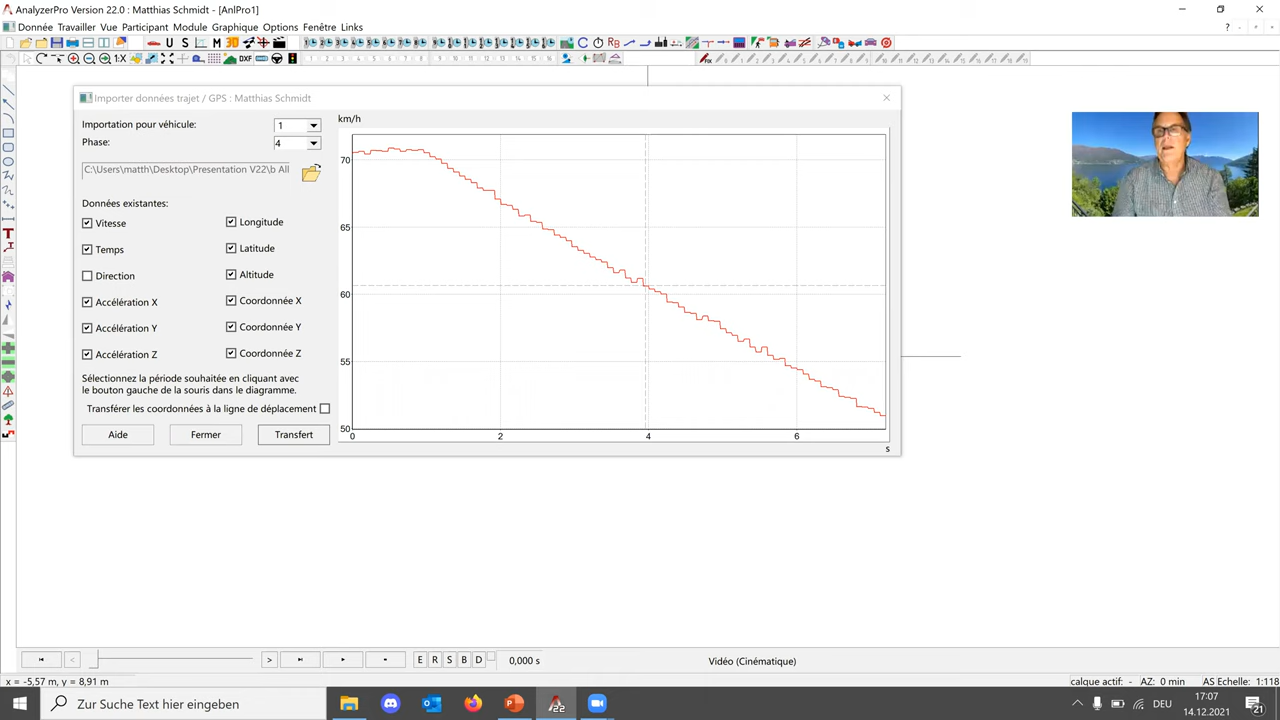 AnalyzerPro Version 22.0 : Matthias Schmidt - [AnlPro1]
Donnée Travailler Vue Participant Module Graphique Options Fenêtre Links
?
U S M 3D
1:X DXF
Importer données trajet / GPS : Matthias Schmidt
Importation pour véhicule: 1
Phase: 4
C:\Users\matth\Desktop\Presentation V22\b All
Données existantes:
Vitesse Longitude
Temps Latitude
Direction Altitude
Accélération X Coordonnée X
Accélération Y Coordonnée Y
Accélération Z Coordonnée Z
Sélectionnez la période souhaitée en cliquant avec
le bouton gauche de la souris dans le diagramme.
Transférer les coordonnées à la ligne de déplacement
Aide Fermer Transfert
km/h
70
65
60
55
50
0 2 4 6
s
< > E R S B D 0,000 s Vidéo (Cinématique)
x = -5,57 m, y = 8,91 m calque actif: - AZ: 0 min AS Echelle: 1:118
Zur Suche Text hier eingeben
22
DEU
17:07
14.12.2021
21